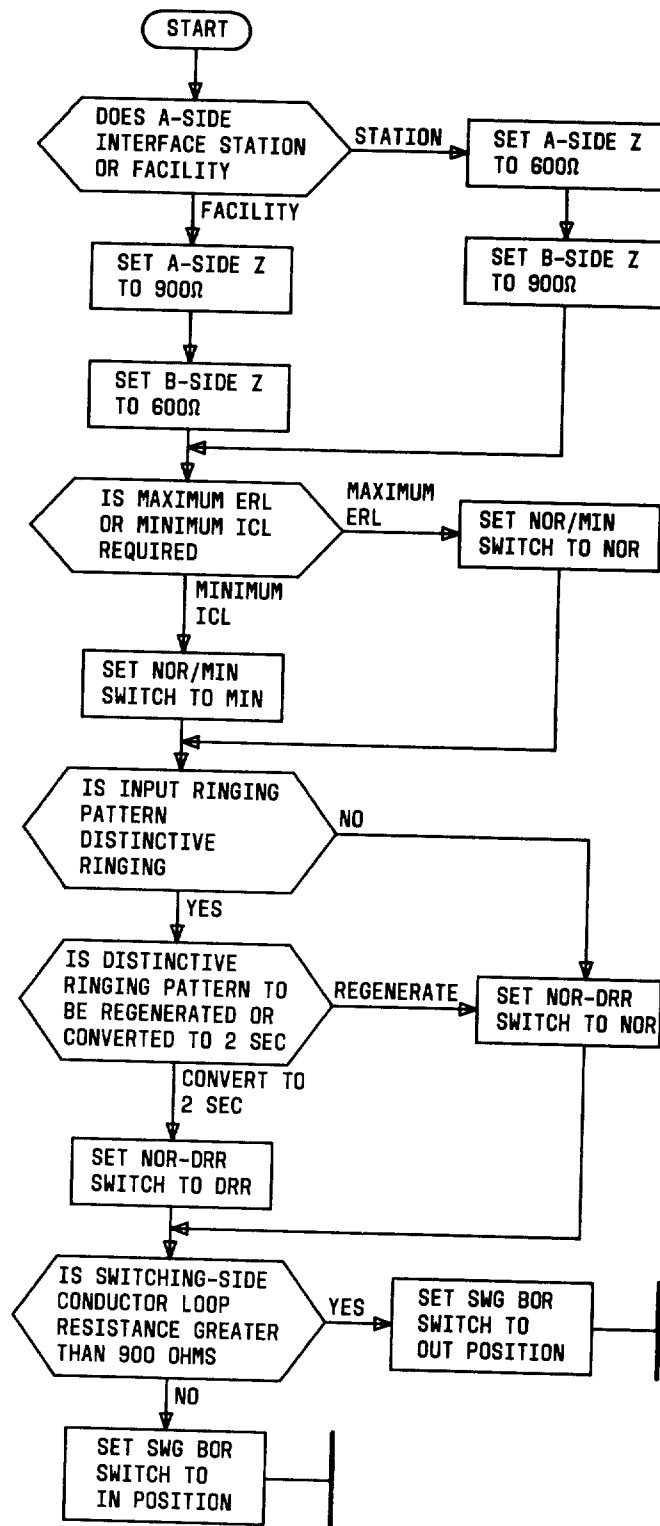 START
DOES A-SIDE
INTERFACE STATION
OR FACILITY
STATION
SET A-SIDE Z
TO 600Ω
FACILITY
SET A-SIDE Z
TO 900Ω
SET B-SIDE Z
TO 900Ω
SET B-SIDE Z
TO 600Ω
IS MAXIMUM ERL
OR MINIMUM ICL
REQUIRED
MAXIMUM
ERL
SET NOR/MIN
SWITCH TO NOR
MINIMUM
ICL
SET NOR/MIN
SWITCH TO MIN
IS INPUT RINGING
PATTERN
DISTINCTIVE
RINGING
NO
YES
IS DISTINCTIVE
RINGING PATTERN TO
BE REGENERATED OR
CONVERTED TO 2 SEC
REGENERATE
SET NOR-DRR
SWITCH TO NOR
CONVERT TO
2 SEC
SET NOR-DRR
SWITCH TO DRR
IS SWITCHING-SIDE
CONDUCTOR LOOP
RESISTANCE GREATER
THAN 900 OHMS
YES
SET SWG BOR
SWITCH TO
OUT POSITION
NO
SET SWG BOR
SWITCH TO
IN POSITION